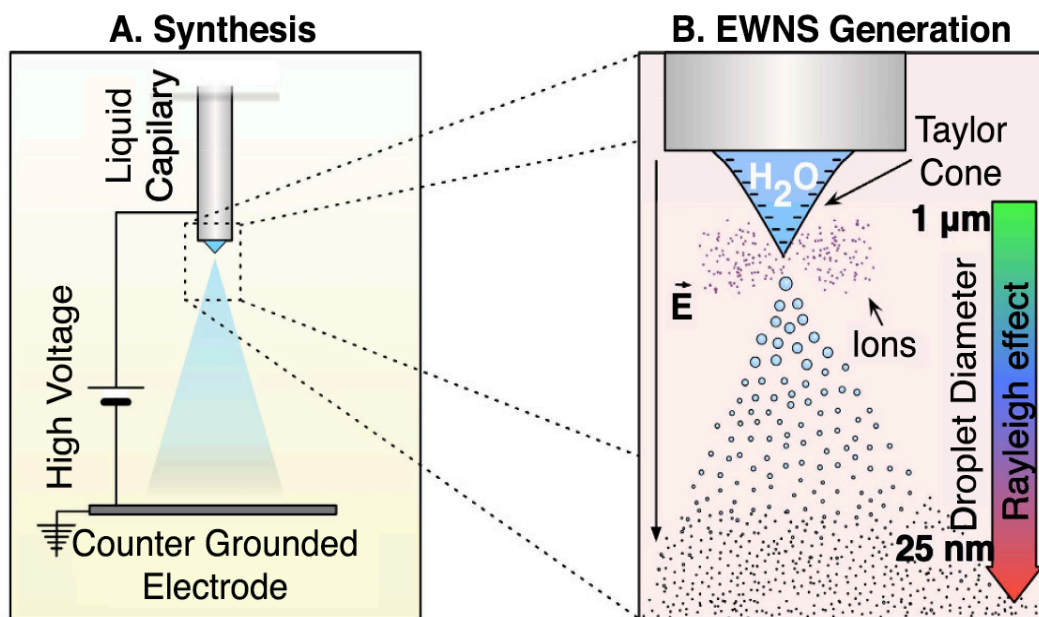 A. Synthesis
Liquid
Capilary
High Voltage
Counter Grounded
Electrode
B. EWNS Generation
H₂O
Taylor
Cone
1 µm
E
Ions
Droplet Diameter
Rayleigh effect
25 nm